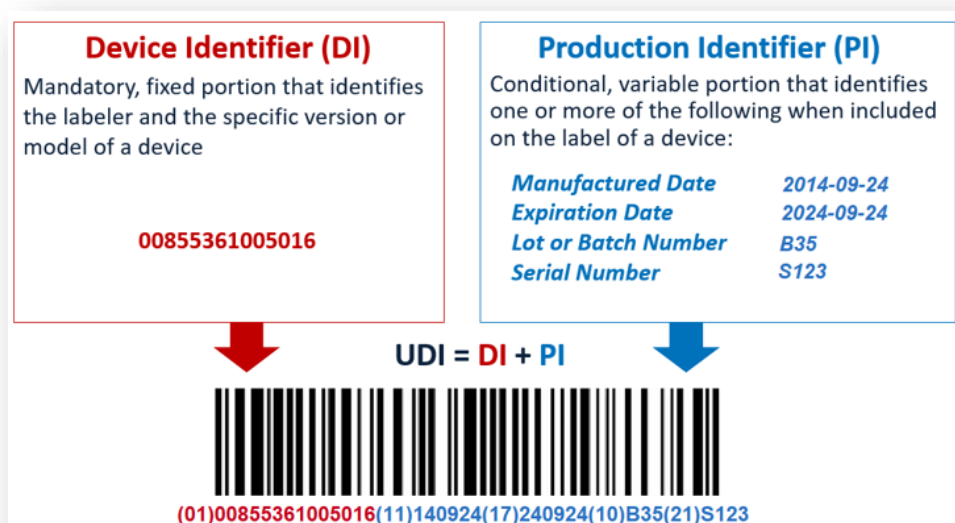 Device Identifier (DI)
Mandatory, fixed portion that identifies
the labeler and the specific version or
model of a device
00855361005016
Production Identifier (PI)
Conditional, variable portion that identifies
one or more of the following when included
on the label of a device:
Manufactured Date 2014-09-24
Expiration Date 2024-09-24
Lot or Batch Number B35
Serial Number S123
UDI = DI + PI
(01)00855361005016(11)140924(17)240924(10)B35(21)S123